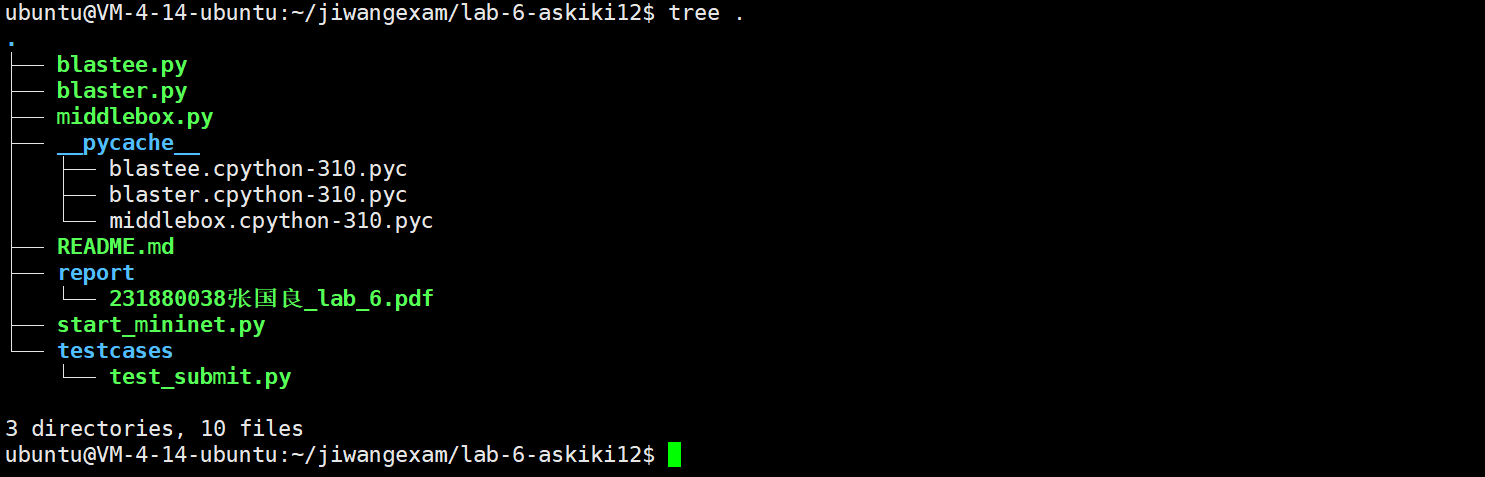 ubuntu@VM-4-14-ubuntu:~/jiwangexam/lab-6-askiki12$ tree .
.
├── blastee.py
├── blaster.py
├── middlebox.py
├── __pycache__
│   ├── blastee.cpython-310.pyc
│   ├── blaster.cpython-310.pyc
│   └── middlebox.cpython-310.pyc
├── README.md
├── report
│   └── 231880038张国良_lab_6.pdf
├── start_mininet.py
└── testcases
    └── test_submit.py
3 directories, 10 files
ubuntu@VM-4-14-ubuntu:~/jiwangexam/lab-6-askiki12$